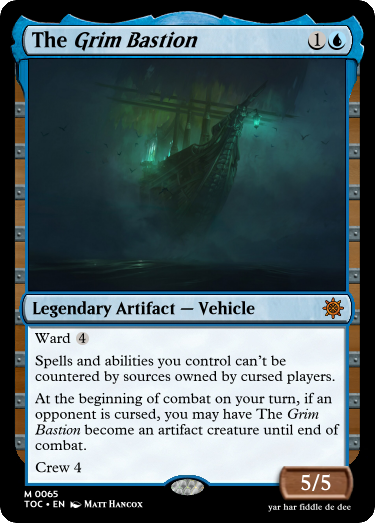 The Grim Bastion 1
Legendary Artifact — Vehicle
Ward 4
Spells and abilities you control can't be
countered by sources owned by cursed players.
At the beginning of combat on your turn, if an
opponent is cursed, you may have The Grim
Bastion become an artifact creature until end of
combat.
Crew 4
5/5
M 0065
TOC • EN Matt Hancox
yar har fiddle de dee